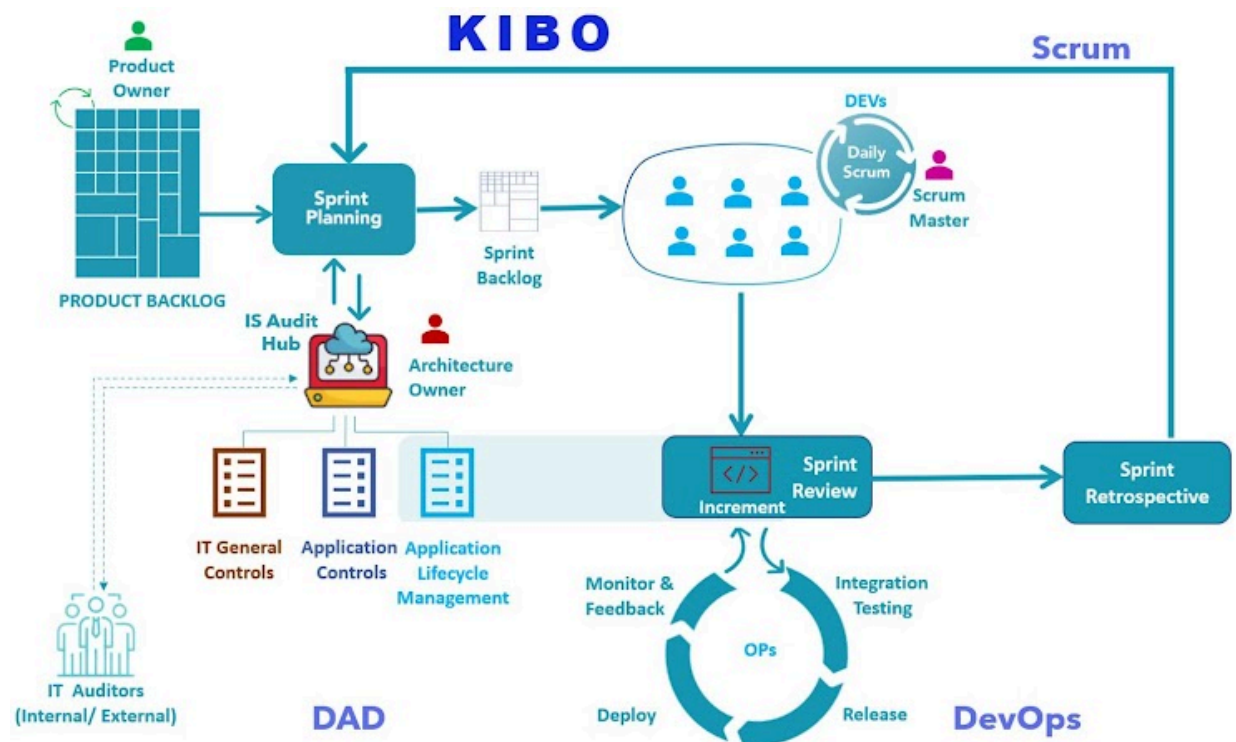 KIBO
Scrum
Product
Owner
DEVs
Daily
Scrum
Scrum
Master
Sprint
Planning
Sprint
Backlog
PRODUCT BACKLOG
IS Audit
Hub
Architecture
Owner
</>
Increment
Sprint
Review
Sprint
Retrospective
IT General
Controls
Application
Controls
Application
Lifecycle
Management
Monitor &
Feedback
Integration
Testing
OPs
Deploy
Release
IT Auditors
(Internal/ External)
DAD
DevOps